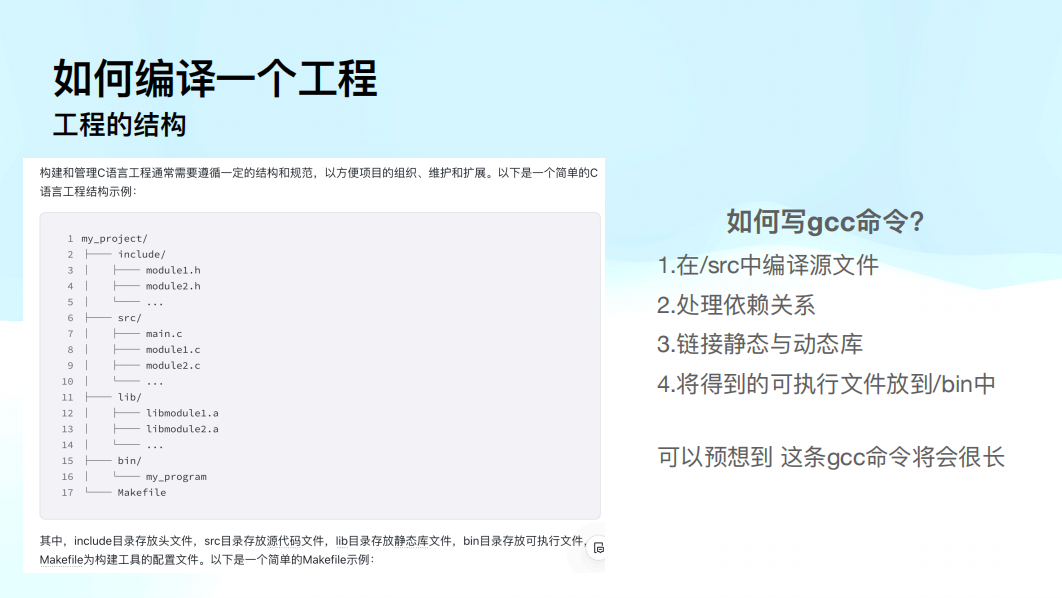 如何编译一个工程
工程的结构
构建和管理C语言工程通常需要遵循一定的结构和规范，以方便项目的组织、维护和扩展。以下是一个简单的C
语言工程结构示例：
1 my_project/
2 ├── include/
3 │   ├── module1.h
4 │   ├── module2.h
5 │   └── ...
6 ├── src/
7 │   ├── main.c
8 │   ├── module1.c
9 │   ├── module2.c
10 │   └── ...
11 ├── lib/
12 │   ├── libmodule1.a
13 │   ├── libmodule2.a
14 │   └── ...
15 ├── bin/
16 │   └── my_program
17 └── Makefile
其中，include目录存放头文件，src目录存放源代码文件，lib目录存放静态库文件，bin目录存放可执行文件，
Makefile为构建工具的配置文件。以下是一个简单的Makefile示例：
如何写gcc命令？
1.在/src中编译源文件
2.处理依赖关系
3.链接静态与动态库
4.将得到的可执行文件放到/bin中
可以预想到 这条gcc命令将会很长